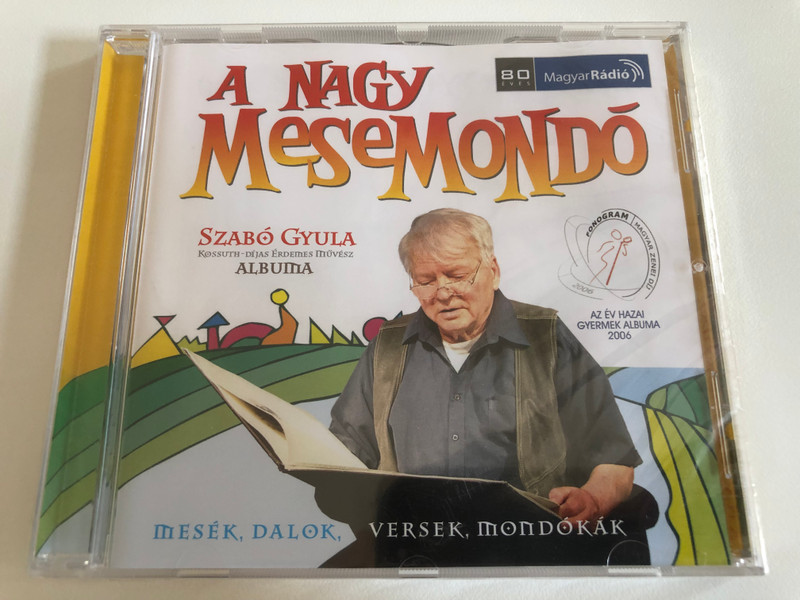 A NAGY
MESEMONDÓ
80
ÉVES
MagyarRádió
SZABÓ GYULA
KOSSUTH-DÍJAS ÉRDEMES MŰVÉSZ
ALBUMA
FONOGRAM
MAGYAR ZENEI DÍJ
2006
AZ ÉV HAZAI
GYERMEK ALBUMA
2006
MESÉK, DALOK, VERSEK, MONDÓKÁK